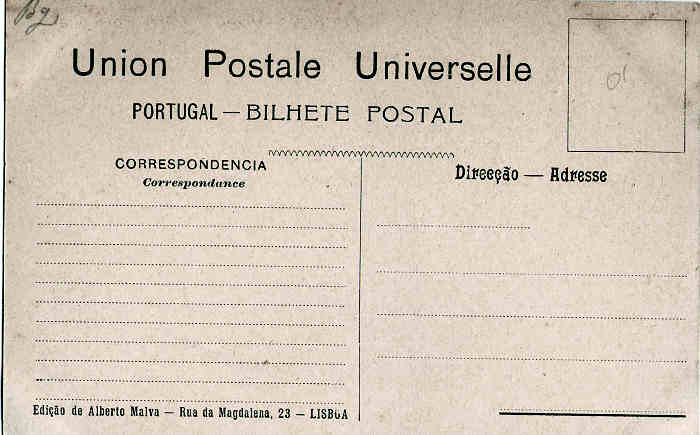 Union Postale Universelle
PORTUGAL — BILHETE POSTAL
CORRESPONDENCIA
Correspondance
Direcção — Adresse
Edição de Alberto Malva — Rua da Magdalena, 23 — LISBOA